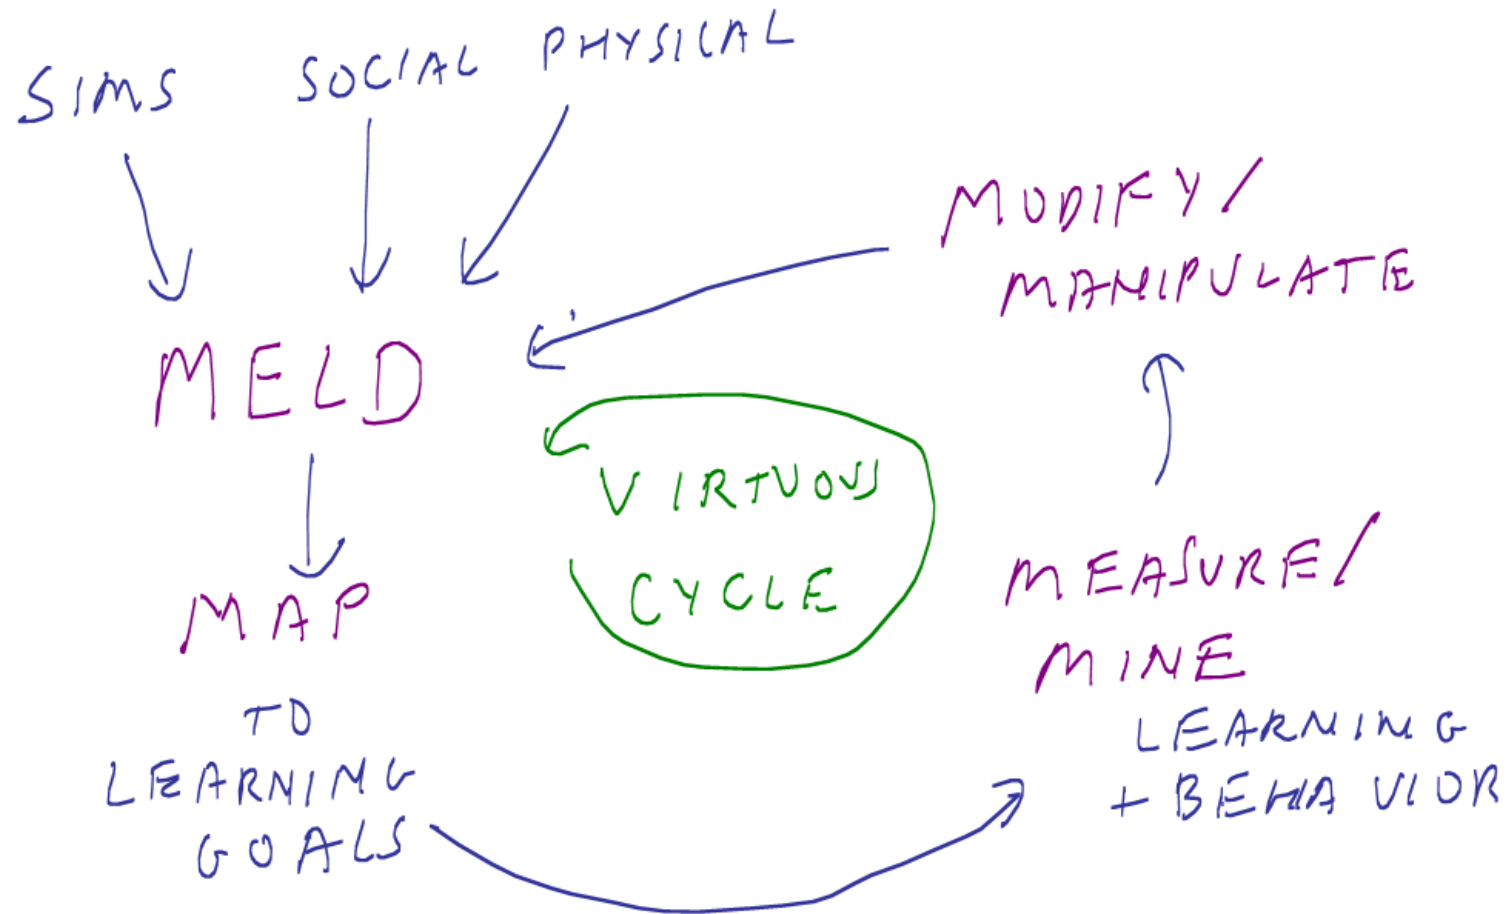 SIMS SOCIAL PHYSICAL
MODIFY/
MANIPULATE
MELD
VIRTUOUS
CYCLE
MAP
TO
LEARNING
GOALS
MEASURE/
MINE
LEARNING
+ BEHAVIOR